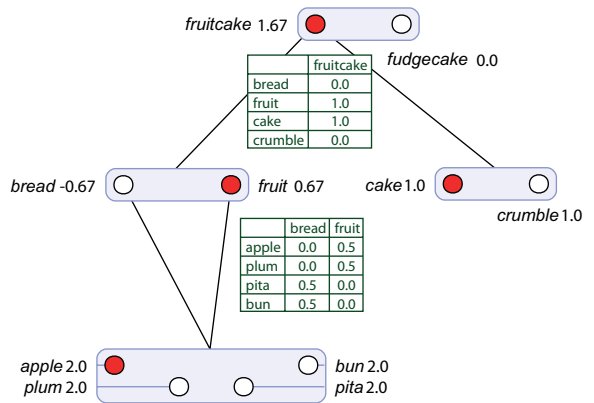 fruitcake 1.67
fudgecake 0.0
fruitcake
bread 0.0
fruit 1.0
cake 1.0
crumble 0.0
bread -0.67
fruit 0.67
cake 1.0
crumble 1.0
bread fruit
apple 0.0 0.5
plum 0.0 0.5
pita 0.5 0.0
bun 0.5 0.0
apple 2.0
bun 2.0
plum 2.0
pita 2.0